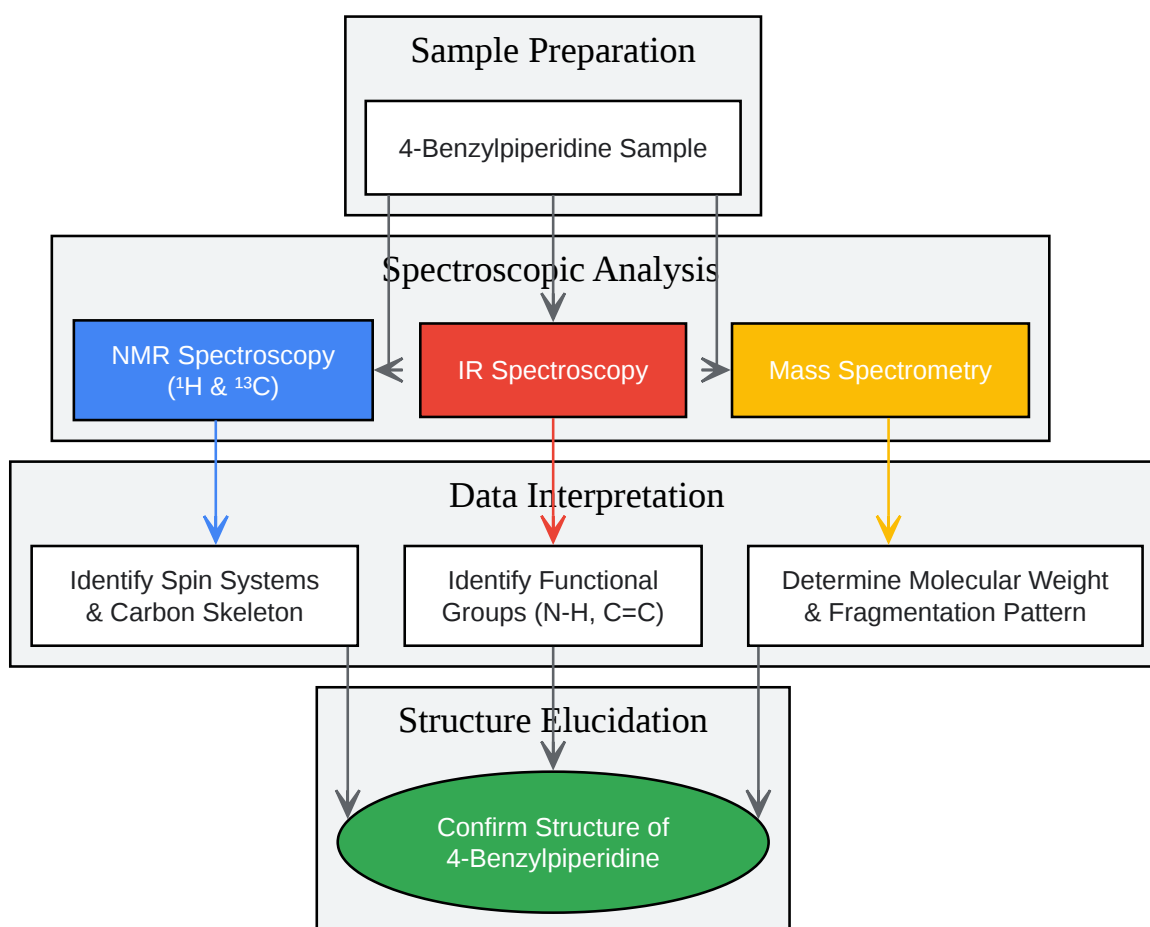 Sample Preparation
4-Benzylpiperidine Sample
Spectroscopic Analysis
NMR Spectroscopy
(¹H & ¹³C)
IR Spectroscopy
Mass Spectrometry
Data Interpretation
Identify Spin Systems
& Carbon Skeleton
Identify Functional
Groups (N-H, C=C)
Determine Molecular Weight
& Fragmentation Pattern
Structure Elucidation
Confirm Structure of
4-Benzylpiperidine